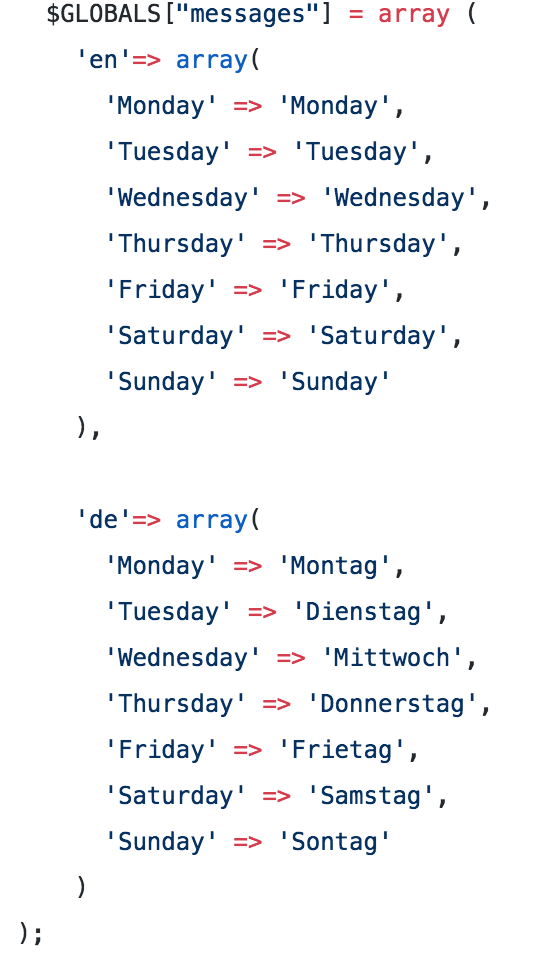 $GLOBALS["messages"] = array (
'en'=> array(
'Monday' => 'Monday',
'Tuesday' => 'Tuesday',
'Wednesday' => 'Wednesday',
'Thursday' => 'Thursday',
'Friday' => 'Friday',
'Saturday' => 'Saturday',
'Sunday' => 'Sunday'
),
'de'=> array(
'Monday' => 'Montag',
'Tuesday' => 'Dienstag',
'Wednesday' => 'Mittwoch',
'Thursday' => 'Donnerstag',
'Friday' => 'Frietag',
'Saturday' => 'Samstag',
'Sunday' => 'Sontag'
)
);